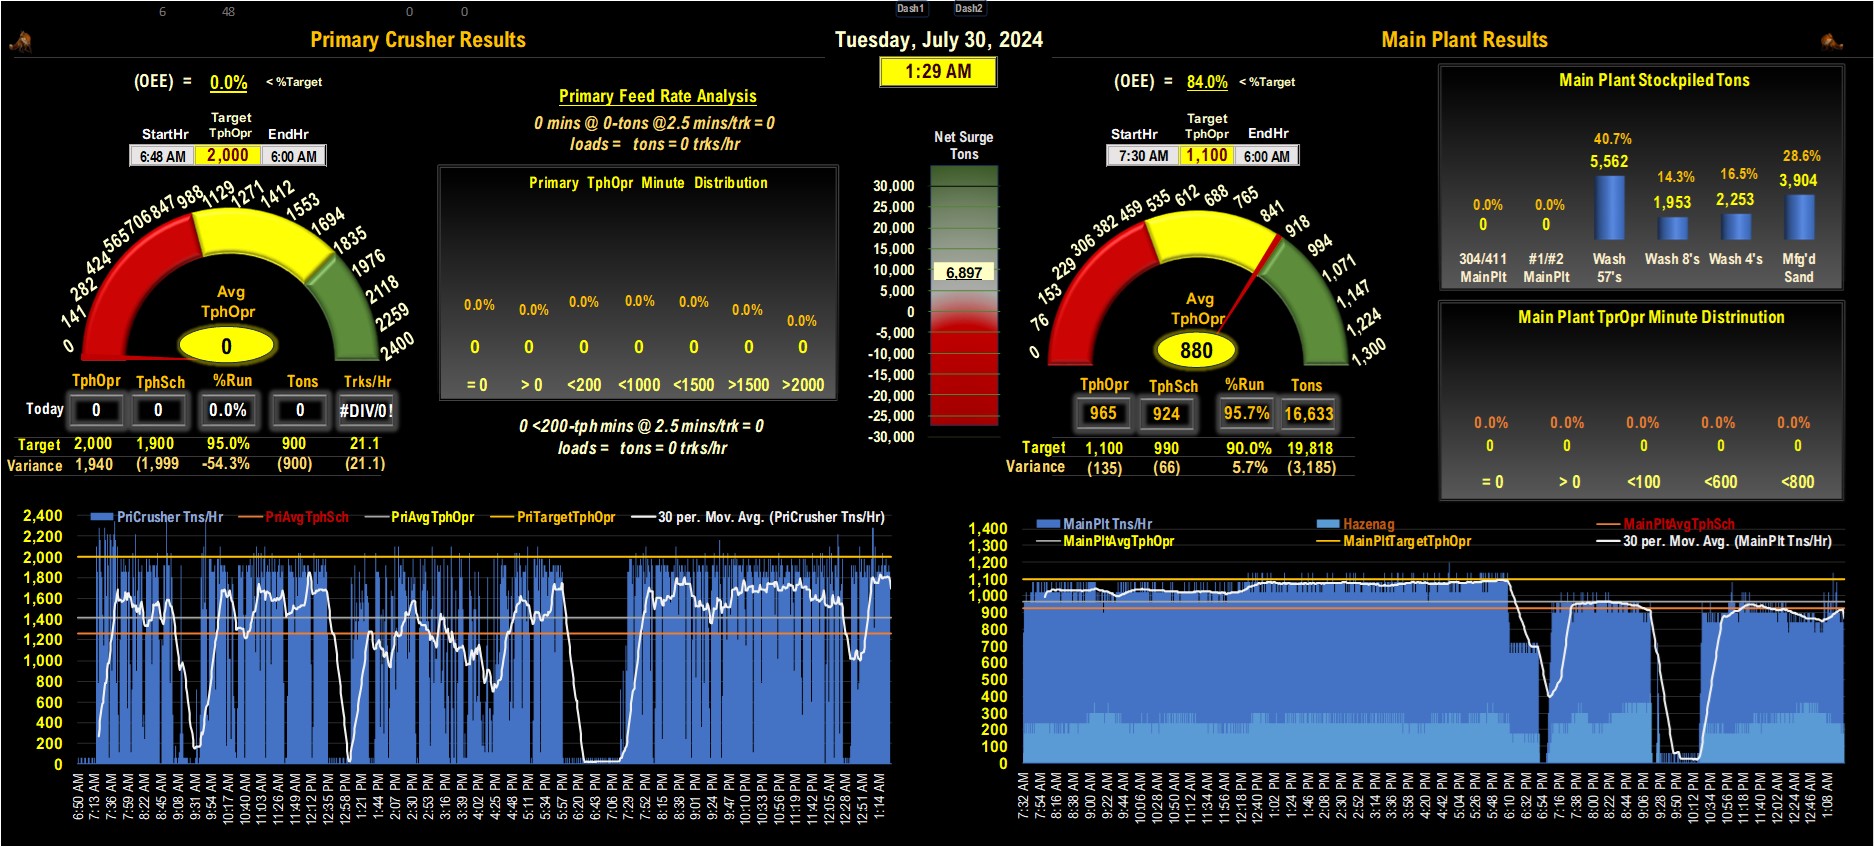 6 48 0 0 Dash1 Dash2
Primary Crusher Results
Tuesday, July 30, 2024
Main Plant Results
1:29 AM
(OEE) = 0.0% < %Target
Target
StartHr TphOpr EndHr
6:48 AM 2,000 6:00 AM
0 141 282 424 565 706 847 988 1129 1271 1412 1553 1694 1835 1976 2118 2259 2400
Avg
TphOpr
0
TphOpr TphSch %Run Tons Trks/Hr
Today 0 0 0.0% 0 #DIV/0!
Target 2,000 1,900 95.0% 900 21.1
Variance 1,940 (1,999 -54.3% (900) (21.1)
Primary Feed Rate Analysis
0 mins @ 0-tons @2.5 mins/trk = 0
loads = tons = 0 trks/hr
Primary TphOpr Minute Distribution
0.0% 0.0% 0.0% 0.0% 0.0% 0.0% 0.0%
0 0 0 0 0 0 0
= 0 > 0 <200 <1000 <1500 >1500 >2000
0 <200-tph mins @ 2.5 mins/trk = 0
loads = tons = 0 trks/hr
Net Surge
Tons
30,000
25,000
20,000
15,000
10,000
6,897
5,000
0
-5,000
-10,000
-15,000
-20,000
-25,000
-30,000
(OEE) = 84.0% < %Target
Target
StartHr TphOpr EndHr
7:30 AM 1,100 6:00 AM
0 76 153 229 306 382 459 535 612 688 765 841 918 994 1,071 1,147 1,224 1,300
Avg
TphOpr
880
TphOpr TphSch %Run Tons
965 924 95.7% 16,633
Target 1,100 990 90.0% 19,818
Variance (135) (66) 5.7% (3,185)
Main Plant Stockpiled Tons
0.0% 0.0% 40.7% 14.3% 16.5% 28.6%
0 0 5,562 1,953 2,253 3,904
304/411 #1/#2 Wash Wash 8's Wash 4's Mfg'd
MainPlt MainPlt 57's Sand
Main Plant TprOpr Minute Distrinution
0.0% 0.0% 0.0% 0.0% 0.0%
0 0 0 0 0
= 0 > 0 <100 <600 <800
PriCrusher Tns/Hr PriAvgTphSch PriAvgTphOpr PriTargetTphOpr 30 per. Mov. Avg. (PriCrusher Tns/Hr)
2,400
2,200
2,000
1,800
1,600
1,400
1,200
1,000
800
600
400
200
0
6:50 AM 7:13 AM 7:36 AM 7:59 AM 8:22 AM 8:45 AM 9:08 AM 9:31 AM 9:54 AM 10:17 AM 10:40 AM 11:03 AM 11:26 AM 11:49 AM 12:12 PM 12:35 PM 12:58 PM 1:21 PM 1:44 PM 2:07 PM 2:30 PM 2:53 PM 3:16 PM 3:39 PM 4:02 PM 4:25 PM 4:48 PM 5:11 PM 5:34 PM 5:57 PM 6:20 PM 6:43 PM 7:06 PM 7:29 PM 7:52 PM 8:15 PM 8:38 PM 9:01 PM 9:24 PM 9:47 PM 10:10 PM 10:33 PM 10:56 PM 11:19 PM 11:42 PM 12:05 AM 12:28 AM 12:51 AM 1:14 AM
MainPlt Tns/Hr Hazenag MainPltAvgTphSch
MainPltAvgTphOpr MainPltTargetTphOpr 30 per. Mov. Avg. (MainPlt Tns/Hr)
1,400
1,300
1,200
1,100
1,000
900
800
700
600
500
400
300
200
100
0
7:32 AM 7:54 AM 8:16 AM 8:38 AM 9:00 AM 9:22 AM 9:44 AM 10:06 AM 10:28 AM 10:50 AM 11:12 AM 11:34 AM 11:56 AM 12:18 PM 12:40 PM 1:02 PM 1:24 PM 1:46 PM 2:08 PM 2:30 PM 2:52 PM 3:14 PM 3:36 PM 3:58 PM 4:20 PM 4:42 PM 5:04 PM 5:26 PM 5:48 PM 6:10 PM 6:32 PM 6:54 PM 7:16 PM 7:38 PM 8:00 PM 8:22 PM 8:44 PM 9:06 PM 9:28 PM 9:50 PM 10:12 PM 10:34 PM 10:56 PM 11:18 PM 11:40 PM 12:02 AM 12:24 AM 12:46 AM 1:08 AM